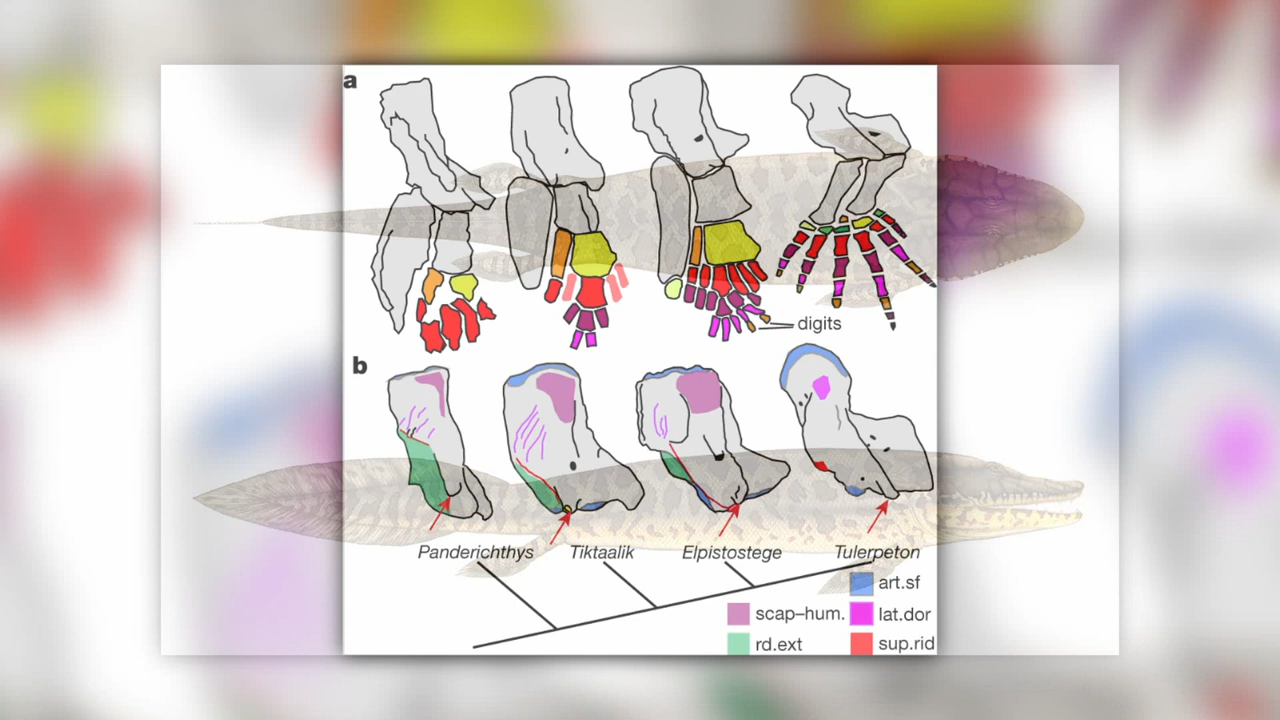 a
digits
b
Panderichthys Tiktaalik Elpistostege Tulerpeton
art.sf
scap–hum. lat.dor
rd.ext sup.rid